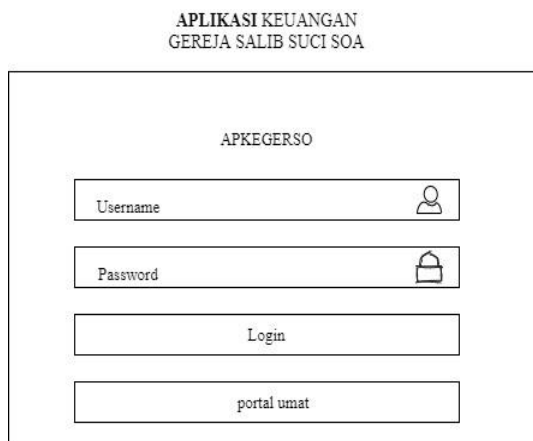 APLIKASI KEUANGAN
GEREJA SALIB SUCI SOA
APKEGERSO
Username
Password
Login
portal umat